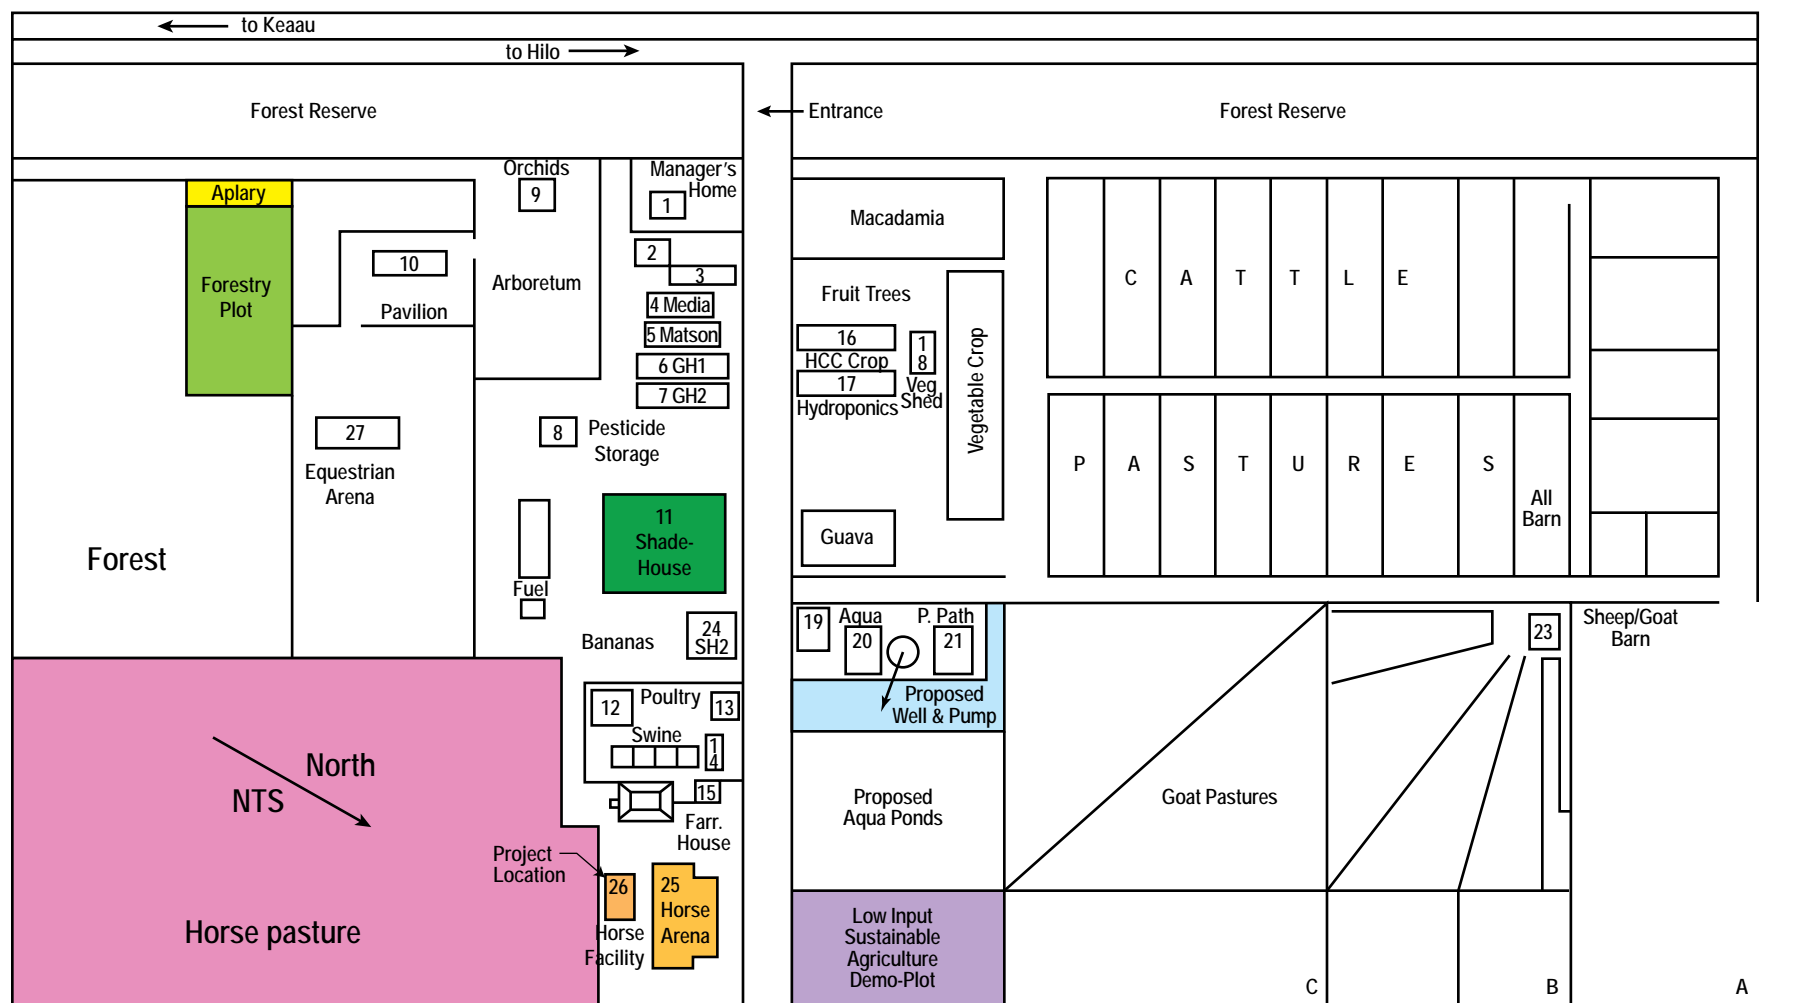 to Keaau
to Hilo
Forest Reserve
Entrance
Forest Reserve
Orchids
9
Manager's
Home
1
Aplary
Forestry
Plot
10
Pavilion
Arboretum
2
3
4 Media
5 Matson
6 GH1
7 GH2
8
Pesticide
Storage
27
Equestrian
Arena
Forest
Fuel
11
Shade-
House
Bananas
24
SH2
Macadamia
Fruit Trees
16
HCC Crop
17
Hydroponics
1
8
Veg
Shed
Vegetable Crop
Guava
C A T T L E
P A S T U R E S
All
Barn
19
Aqua
20
P. Path
21
Proposed
Well & Pump
23
Sheep/Goat
Barn
12
Poultry
13
Swine
1
4
15
Farr.
House
North
NTS
Project
Location
26
Horse
Facility
25
Horse
Arena
Horse pasture
Proposed
Aqua Ponds
Goat Pastures
Low Input
Sustainable
Agriculture
Demo-Plot
C
B
A